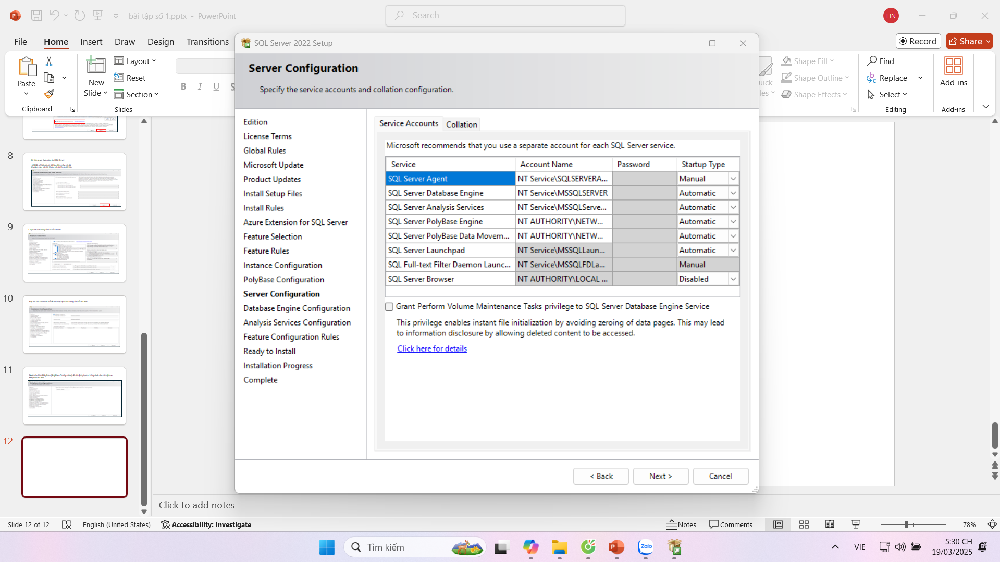 bài tập số 1.pptx - PowerPoint
Search
HN
File Home Insert Draw Design Transitions
Record
Share
Paste
Clipboard
New Slide
Layout
Reset
Section
Slides
B I U S
Shape Fill
Shape Outline
Shape Effects
Find
Replace
Select
Editing
Add-ins
Add-ins
SQL Server 2022 Setup
Server Configuration
Specify the service accounts and collation configuration.
Edition
License Terms
Global Rules
Microsoft Update
Product Updates
Install Setup Files
Install Rules
Azure Extension for SQL Server
Feature Selection
Feature Rules
Instance Configuration
PolyBase Configuration
Server Configuration
Database Engine Configuration
Analysis Services Configuration
Feature Configuration Rules
Ready to Install
Installation Progress
Complete
Service Accounts Collation
Microsoft recommends that you use a separate account for each SQL Server service.
Service Account Name Password Startup Type
SQL Server Agent NT Service\SQLSERVERA... Manual
SQL Server Database Engine NT Service\MSSQLSERVER Automatic
SQL Server Analysis Services NT Service\MSSQLServe... Automatic
SQL Server PolyBase Engine NT AUTHORITY\NETW... Automatic
SQL Server PolyBase Data Movem... NT AUTHORITY\NETW... Automatic
SQL Server Launchpad NT Service\MSSQLLaun... Automatic
SQL Full-text Filter Daemon Launc... NT Service\MSSQLFDLa... Manual
SQL Server Browser NT AUTHORITY\LOCAL ... Disabled
Grant Perform Volume Maintenance Tasks privilege to SQL Server Database Engine Service
This privilege enables instant file initialization by avoiding zeroing of data pages. This may lead
to information disclosure by allowing deleted content to be accessed.
Click here for details
< Back Next > Cancel
8
9
10
11
12
Click to add notes
Slide 12 of 12 English (United States) Accessibility: Investigate Notes Comments 78%
Tìm kiếm
Zalo
VIE
5:30 CH
19/03/2025